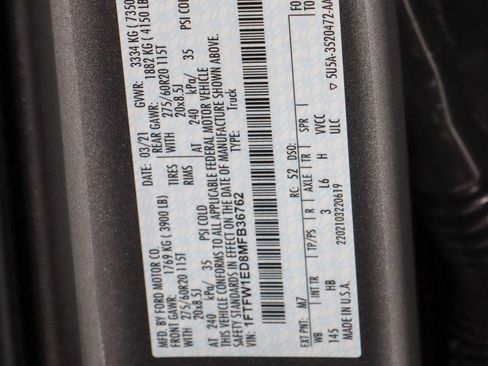 MFD. BY FORD MOTOR CO.
DATE: 03/21 GVWR: 3334 KG ( 7350
FRONT GAWR: 1769 KG ( 3900 LB) REAR GAWR: 1882 KG ( 4150 LB
WITH 275/60R20 115T TIRES WITH 275/60R20 115T
20x8.5J RIMS 20x8.5J
AT 240 kPa/ 35 PSI COLD AT 240 kPa/ 35 PSI COLD
THIS VEHICLE CONFORMS TO ALL APPLICABLE FEDERAL MOTOR VEHICLE
SAFETY STANDARDS IN EFFECT ON THE DATE OF MANUFACTURE SHOWN ABOVE.
VIN: 1FTFW1ED8MFB36762
TYPE: Truck
EXT PNT: M7 RC: 52 DSO: FO
WB INT TR TP/PS R AXLE TR SPR
145 HB 3 L6 H VVCC
2202103220619 ULC
MADE IN U.S.A. ▽ 5U5A-3520472-AA